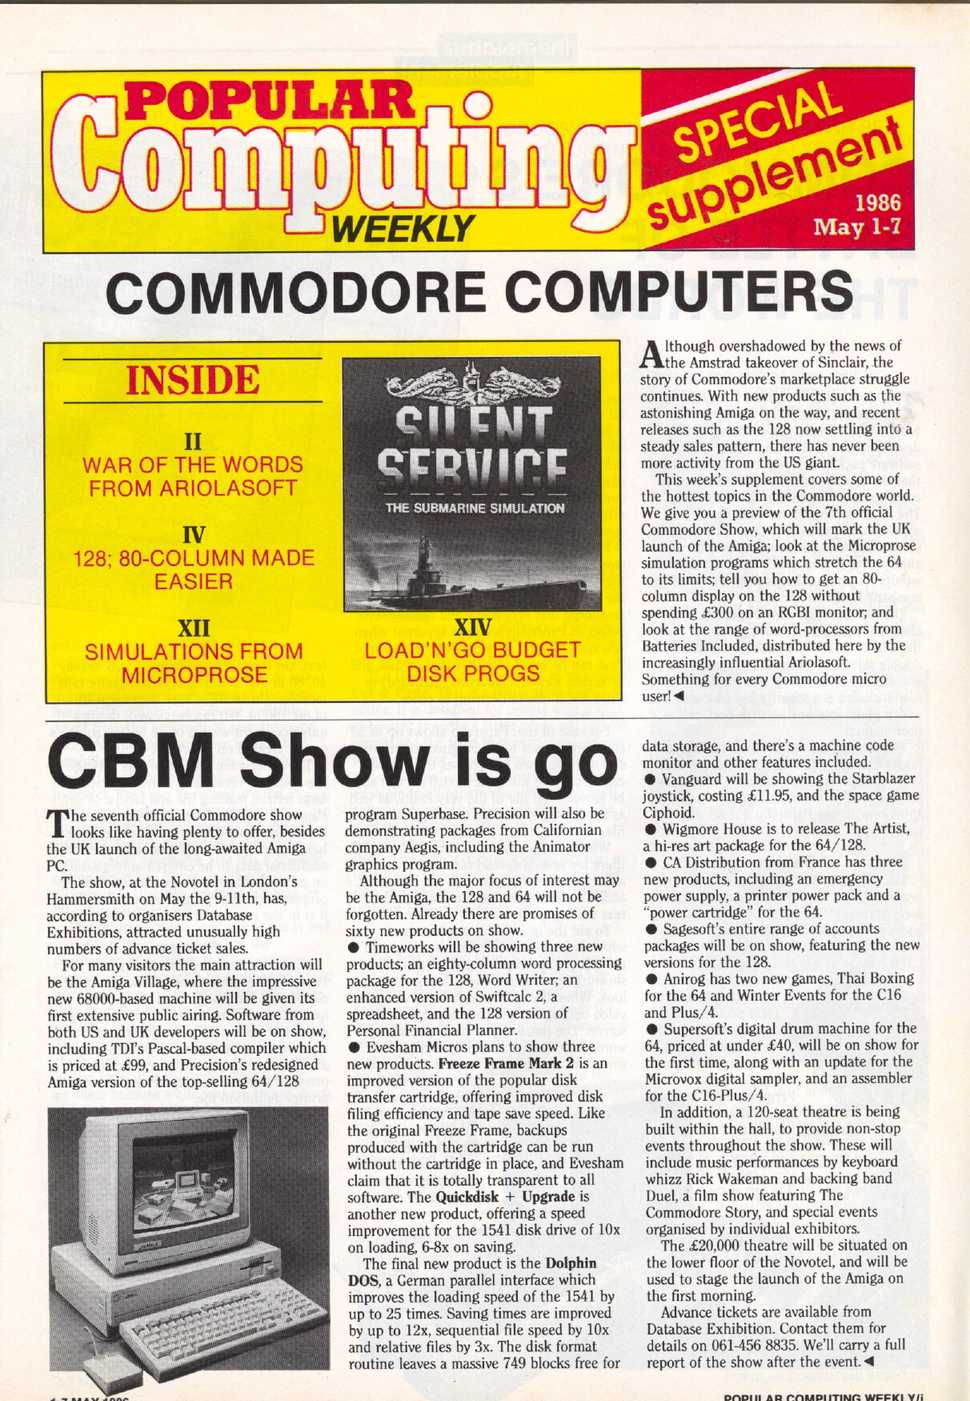 POPULAR
Computing
WEEKLY
SPECIAL
supplement
1986
May 1-7
COMMODORE COMPUTERS
INSIDE
II
WAR OF THE WORDS
FROM ARIOLASOFT
IV
128; 80-COLUMN MADE
EASIER
XII
SIMULATIONS FROM
MICROPROSE
SILENT
SERVICE
THE SUBMARINE SIMULATION
XIV
LOAD'N'GO BUDGET
DISK PROGS
Although overshadowed by the news of
the Amstrad takeover of Sinclair, the
story of Commodore's marketplace struggle
continues. With new products such as the
astonishing Amiga on the way, and recent
releases such as the 128 now settling into a
steady sales pattern, there has never been
more activity from the US giant.
This week's supplement covers some of
the hottest topics in the Commodore world.
We give you a preview of the 7th official
Commodore Show, which will mark the UK
launch of the Amiga; look at the Microprose
simulation programs which stretch the 64
to its limits; tell you how to get an 80-
column display on the 128 without
spending £300 on an RGBI monitor; and
look at the range of word-processors from
Batteries Included, distributed here by the
increasingly influential Ariolasoft.
Something for every Commodore micro
user!◀
CBM Show is go
The seventh official Commodore show
looks like having plenty to offer, besides
the UK launch of the long-awaited Amiga
PC.
The show, at the Novotel in London's
Hammersmith on May the 9-11th, has,
according to organisers Database
Exhibitions, attracted unusually high
numbers of advance ticket sales.
For many visitors the main attraction will
be the Amiga Village, where the impressive
new 68000-based machine will be given its
first extensive public airing. Software from
both US and UK developers will be on show,
including TDI's Pascal-based compiler which
is priced at £99, and Precision's redesigned
Amiga version of the top-selling 64/128
program Superbase. Precision will also be
demonstrating packages from Californian
company Aegis, including the Animator
graphics program.
Although the major focus of interest may
be the Amiga, the 128 and 64 will not be
forgotten. Already there are promises of
sixty new products on show.
● Timeworks will be showing three new
products; an eighty-column word processing
package for the 128, Word Writer; an
enhanced version of Swiftcalc 2, a
spreadsheet, and the 128 version of
Personal Financial Planner.
● Evesham Micros plans to show three
new products. Freeze Frame Mark 2 is an
improved version of the popular disk
transfer cartridge, offering improved disk
filing efficiency and tape save speed. Like
the original Freeze Frame, backups
produced with the cartridge can be run
without the cartridge in place, and Evesham
claim that it is totally transparent to all
software. The Quickdisk + Upgrade is
another new product, offering a speed
improvement for the 1541 disk drive of 10x
on loading, 6-8x on saving.
The final new product is the Dolphin
DOS, a German parallel interface which
improves the loading speed of the 1541 by
up to 25 times. Saving times are improved
by up to 12x, sequential file speed by 10x
and relative files by 3x. The disk format
routine leaves a massive 749 blocks free for
data storage, and there's a machine code
monitor and other features included.
● Vanguard will be showing the Starblazer
joystick, costing £11.95, and the space game
Ciphoid.
● Wigmore House is to release The Artist,
a hi-res art package for the 64/128.
● CA Distribution from France has three
new products, including an emergency
power supply, a printer power pack and a
"power cartridge" for the 64.
● Sagesoft's entire range of accounts
packages will be on show, featuring the new
versions for the 128.
● Anirog has two new games, Thai Boxing
for the 64 and Winter Events for the C16
and Plus/4.
● Supersoft's digital drum machine for the
64, priced at under £40, will be on show for
the first time, along with an update for the
Microvox digital sampler, and an assembler
for the C16-Plus/4.
In addition, a 120-seat theatre is being
built within the hall, to provide non-stop
events throughout the show. These will
include music performances by keyboard
whizz Rick Wakeman and backing band
Duel, a film show featuring The
Commodore Story, and special events
organised by individual exhibitors.
The £20,000 theatre will be situated on
the lower floor of the Novotel, and will be
used to stage the launch of the Amiga on
the first morning.
Advance tickets are available from
Database Exhibition. Contact them for
details on 061-456 8835. We'll carry a full
report of the show after the event.◀
1-7 MAY 1986
POPULAR COMPUTING WEEKLY/i